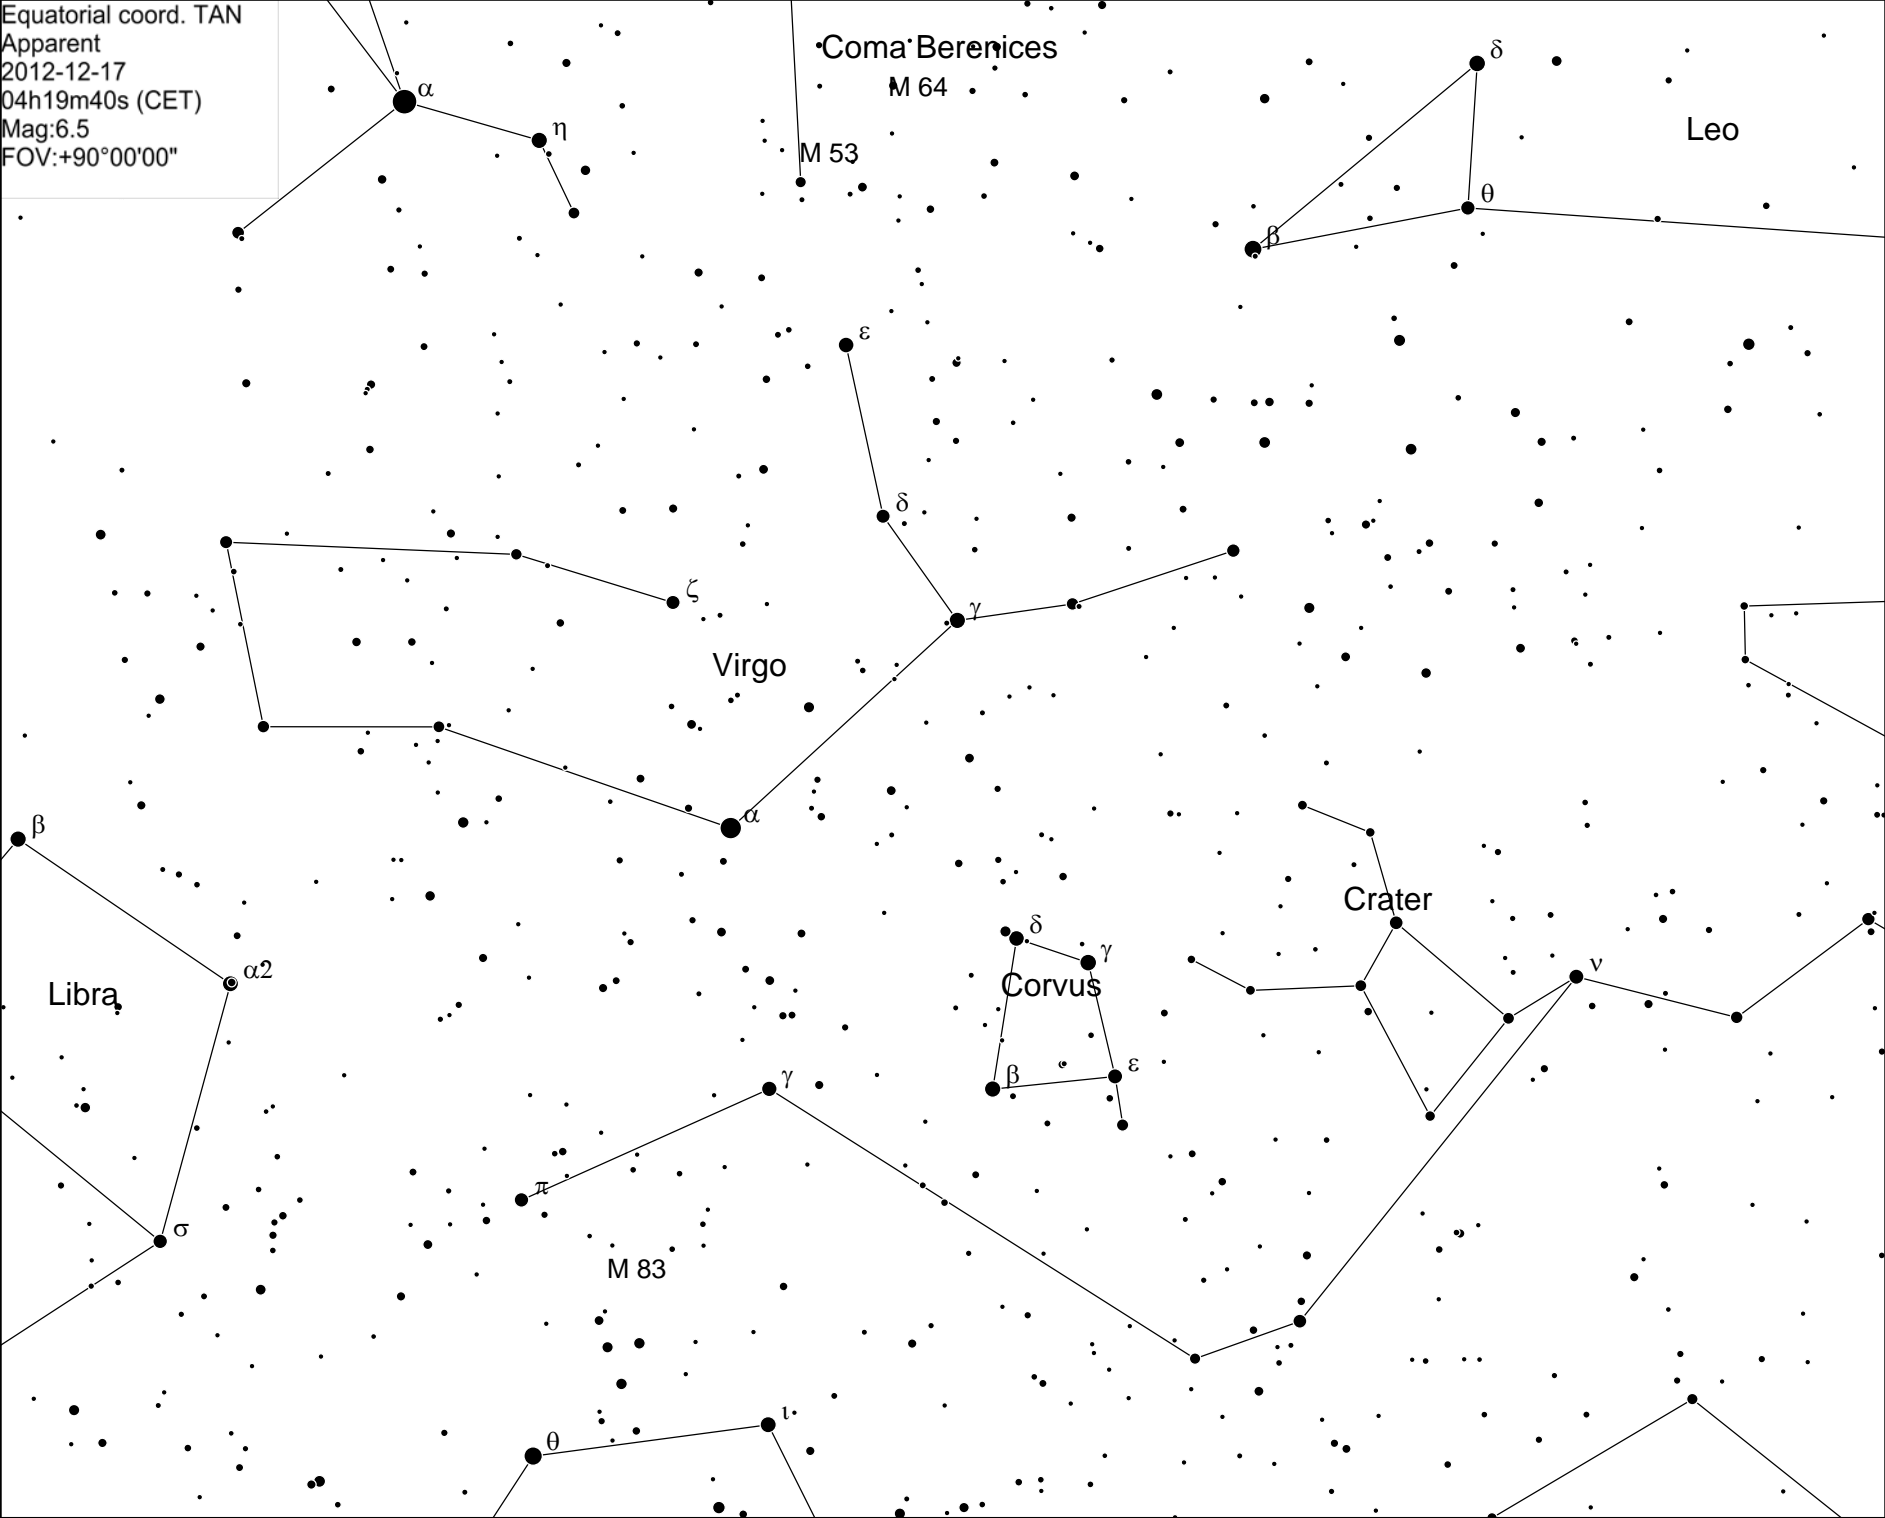 Equatorial coord. TAN
Apparent
2012-12-17
04h19m40s (CET)
Mag:6.5
FOV:+90°00'00"
Coma Berenices
δ
M 64
α
η
Leo
M 53
θ
β
ε
δ
ζ
γ
Virgo
α
β
Crater
δ
γ
α2
ν
Libra
Corvus
ε
β
γ
π
σ
M 83
ι
θ